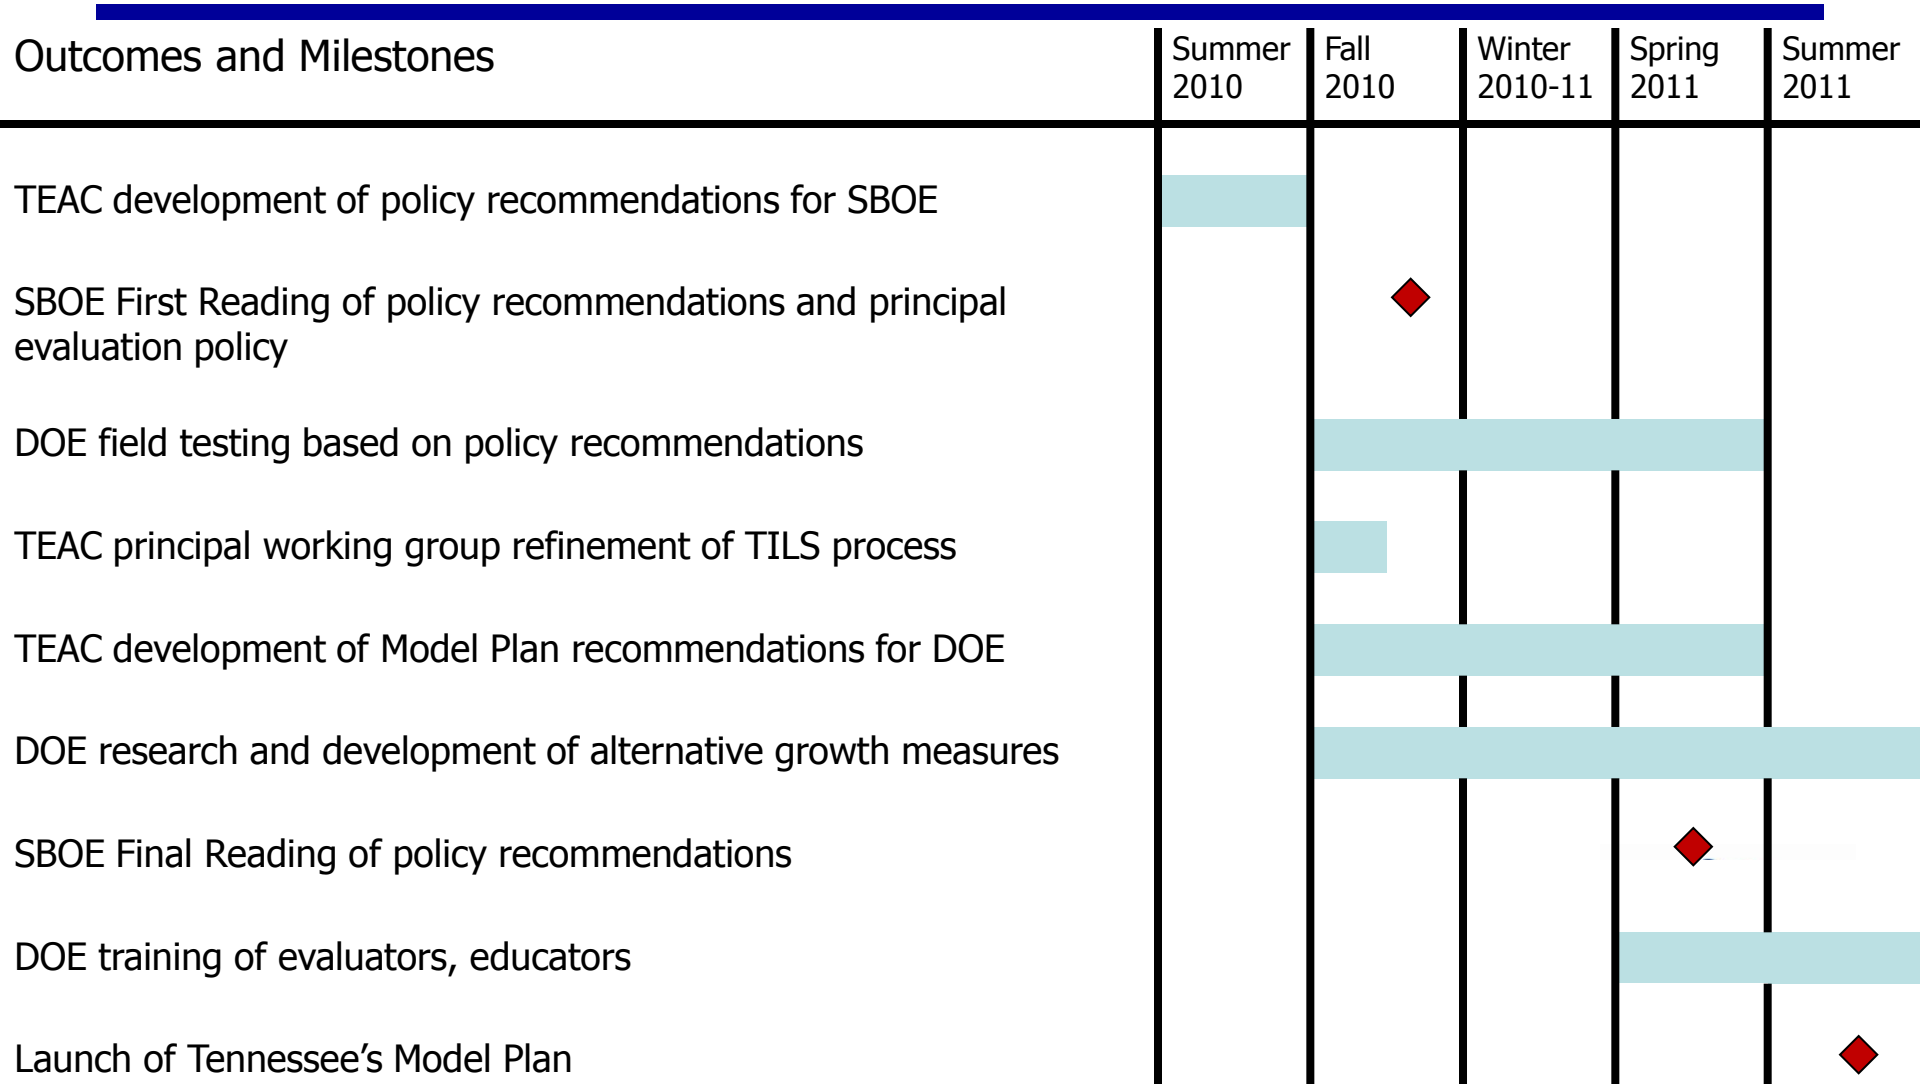 Outcomes and Milestones
Summer
2010
Fall
2010
Winter
2010-11
Spring
2011
Summer
2011
TEAC development of policy recommendations for SBOE
SBOE First Reading of policy recommendations and principal
evaluation policy
DOE field testing based on policy recommendations
TEAC principal working group refinement of TILS process
TEAC development of Model Plan recommendations for DOE
DOE research and development of alternative growth measures
SBOE Final Reading of policy recommendations
DOE training of evaluators, educators
Launch of Tennessee’s Model Plan